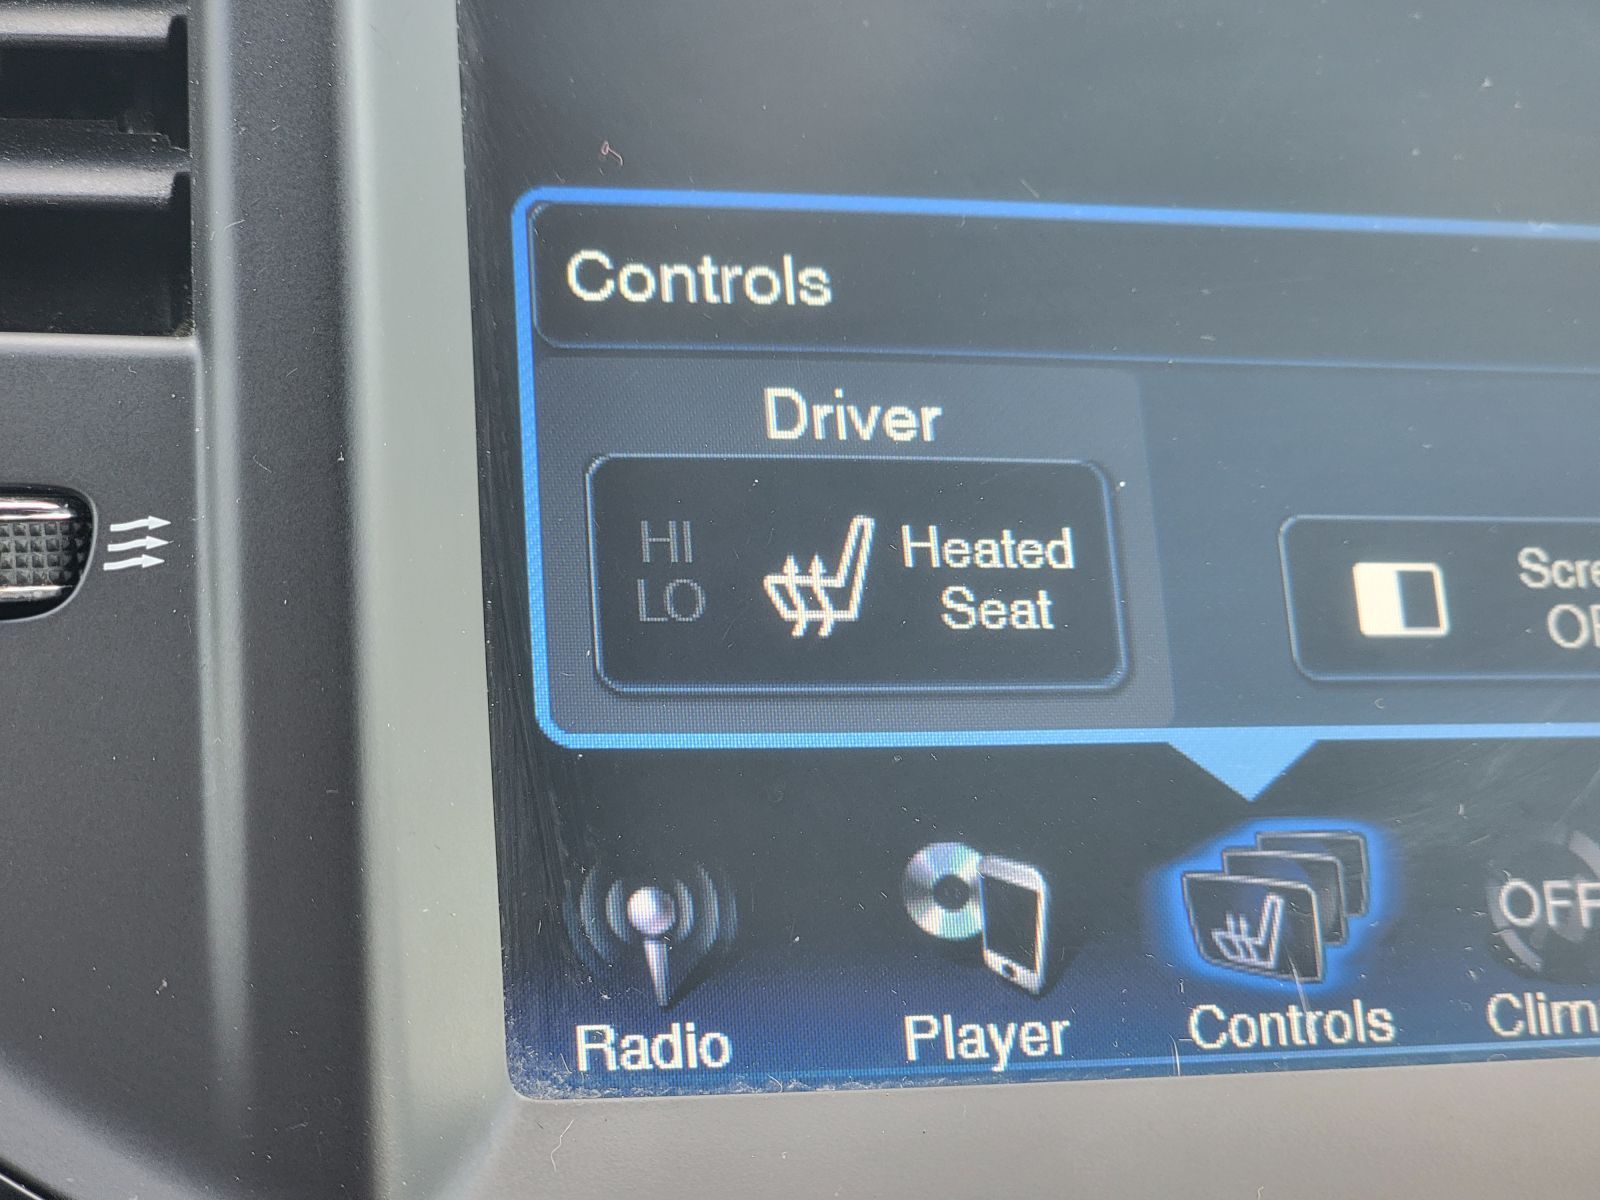 Controls
Driver
HI
LO
Heated
Seat
OFF
Radio
Player
Controls